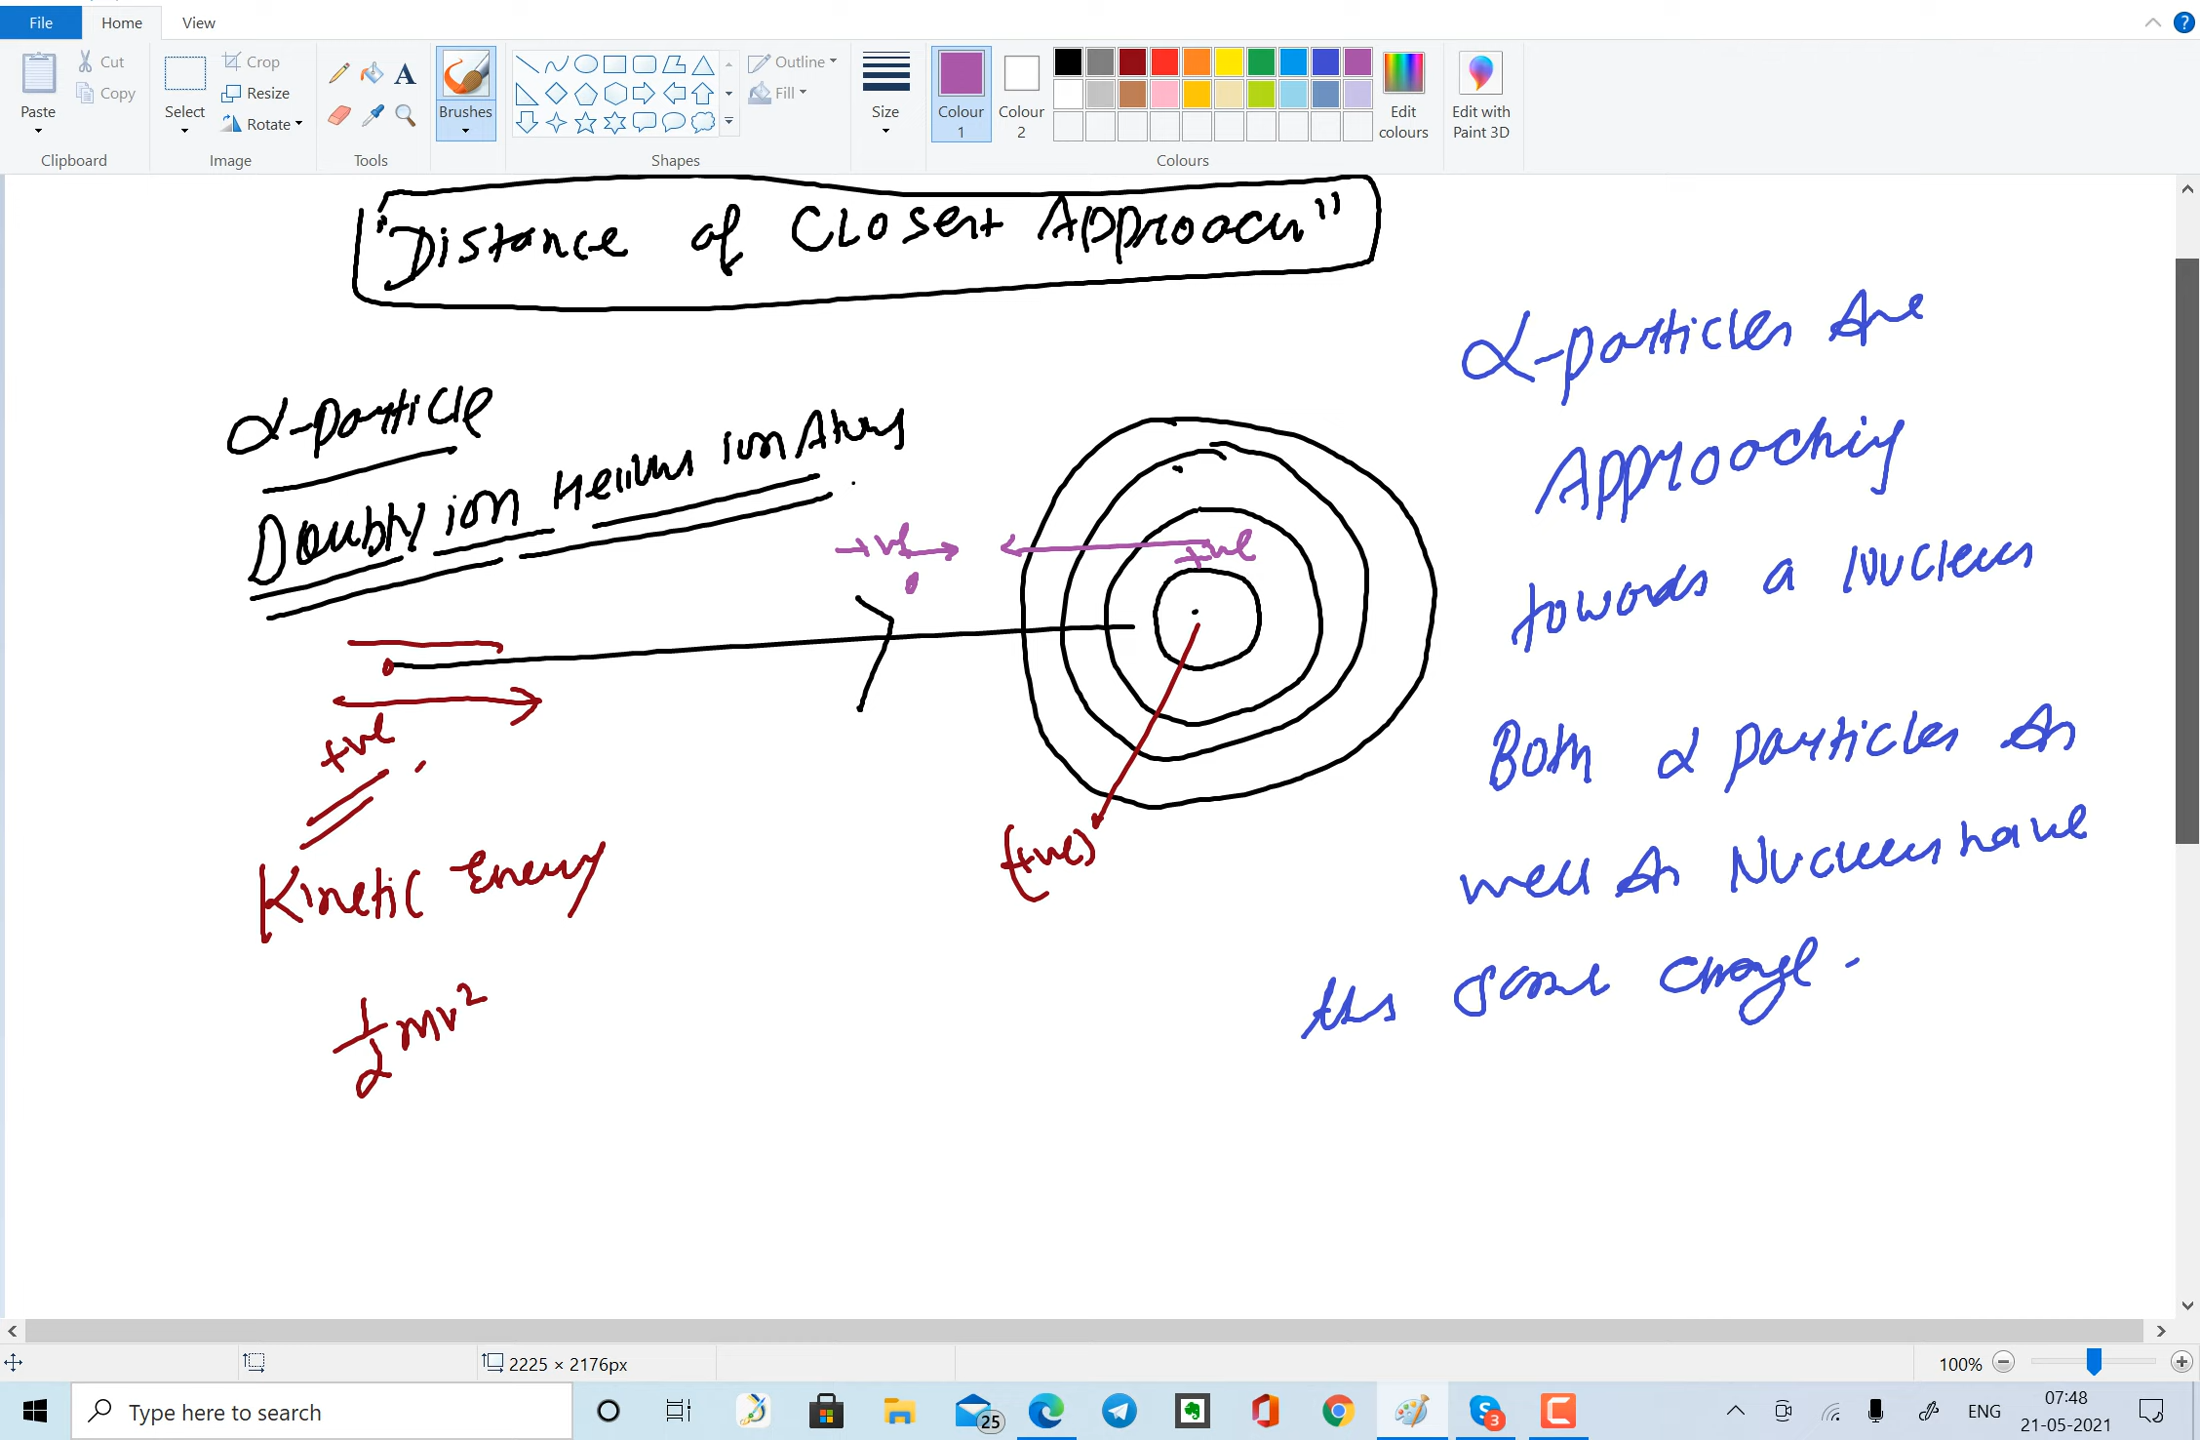 File Home View
Paste
Cut
Copy
Clipboard
Select
Crop
Resize
Rotate
Image
Tools
Brushes
Outline
Fill
Shapes
Size
Colour 1
Colour 2
Edit colours
Edit with Paint 3D
Colours
"Distance of Closest Approach"
α-particle
Doubly ion Helium ion
+ve
+ve
+ve
(+ve)
Kinetic Energy
1/2 mv²
α-particles are
Approaching
towards a Nucleus
Both α particles as
well as Nucleus have
the same charge.
2225 × 2176px
100%
Type here to search
25
3
ENG
07:48
21-05-2021